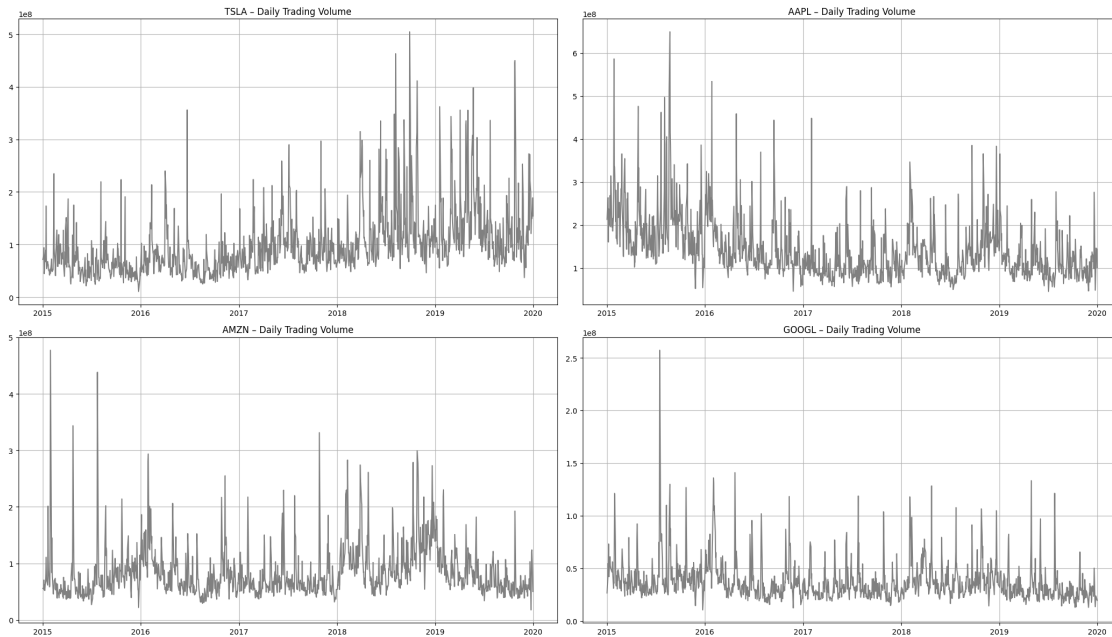 TSLA – Daily Trading Volume
1e8
5
4
3
2
1
0
2015 2016 2017 2018 2019 2020
AAPL – Daily Trading Volume
1e8
6
5
4
3
2
1
2015 2016 2017 2018 2019 2020
AMZN – Daily Trading Volume
1e8
5
4
3
2
1
0
2015 2016 2017 2018 2019 2020
GOOGL – Daily Trading Volume
1e8
2.5
2.0
1.5
1.0
0.5
0.0
2015 2016 2017 2018 2019 2020